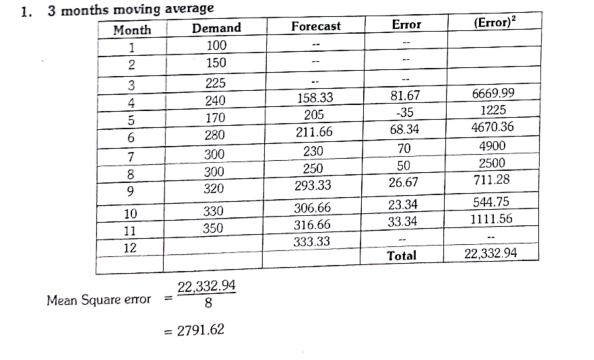 1. 3 months moving average
Month Demand Forecast Error (Error)²
1 100 -- --
2 150 -- --
3 225 -- --
4 240 158.33 81.67 6669.99
5 170 205 -35 1225
6 280 211.66 68.34 4670.36
7 300 230 70 4900
8 300 250 50 2500
9 320 293.33 26.67 711.28
10 330 306.66 23.34 544.75
11 350 316.66 33.34 1111.56
12 333.33 -- --
Total 22,332.94
Mean Square error = 22,332.94
8
= 2791.62